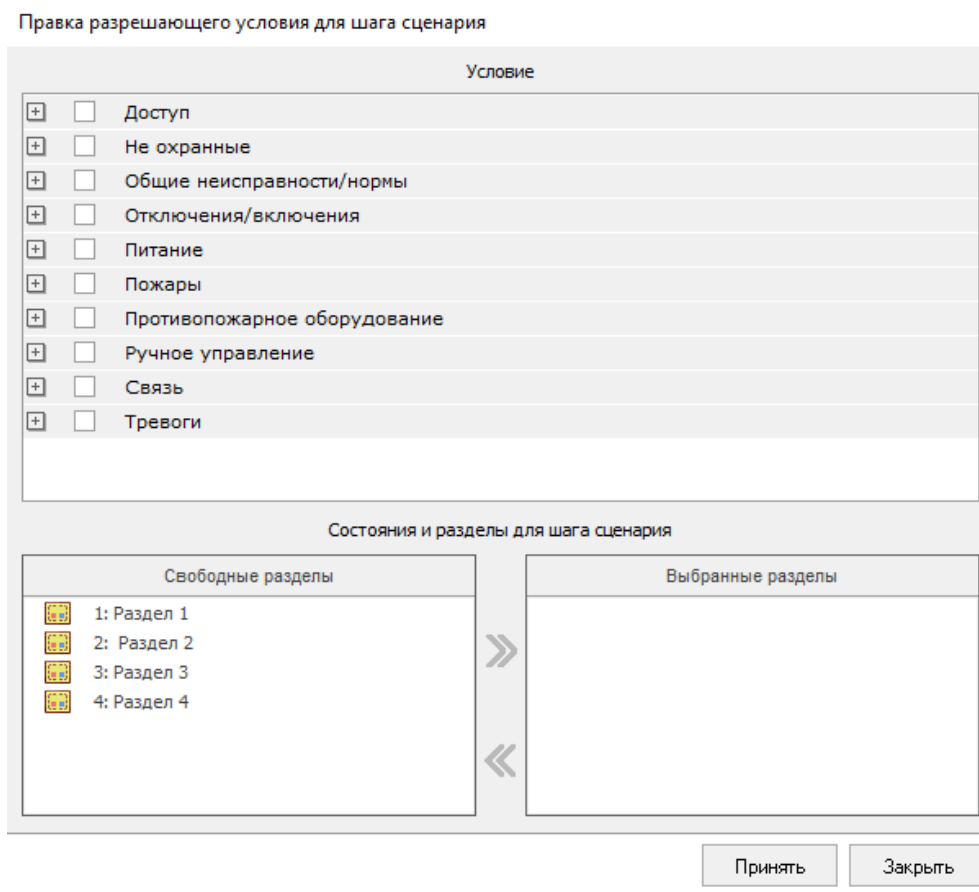 Правка разрешающего условия для шага сценария
Условие
Доступ
Не охранные
Общие неисправности/нормы
Отключения/включения
Питание
Пожары
Противопожарное оборудование
Ручное управление
Связь
Тревоги
Состояния и разделы для шага сценария
Свободные разделы
1: Раздел 1
2: Раздел 2
3: Раздел 3
4: Раздел 4
Выбранные разделы
Принять
Закрыть